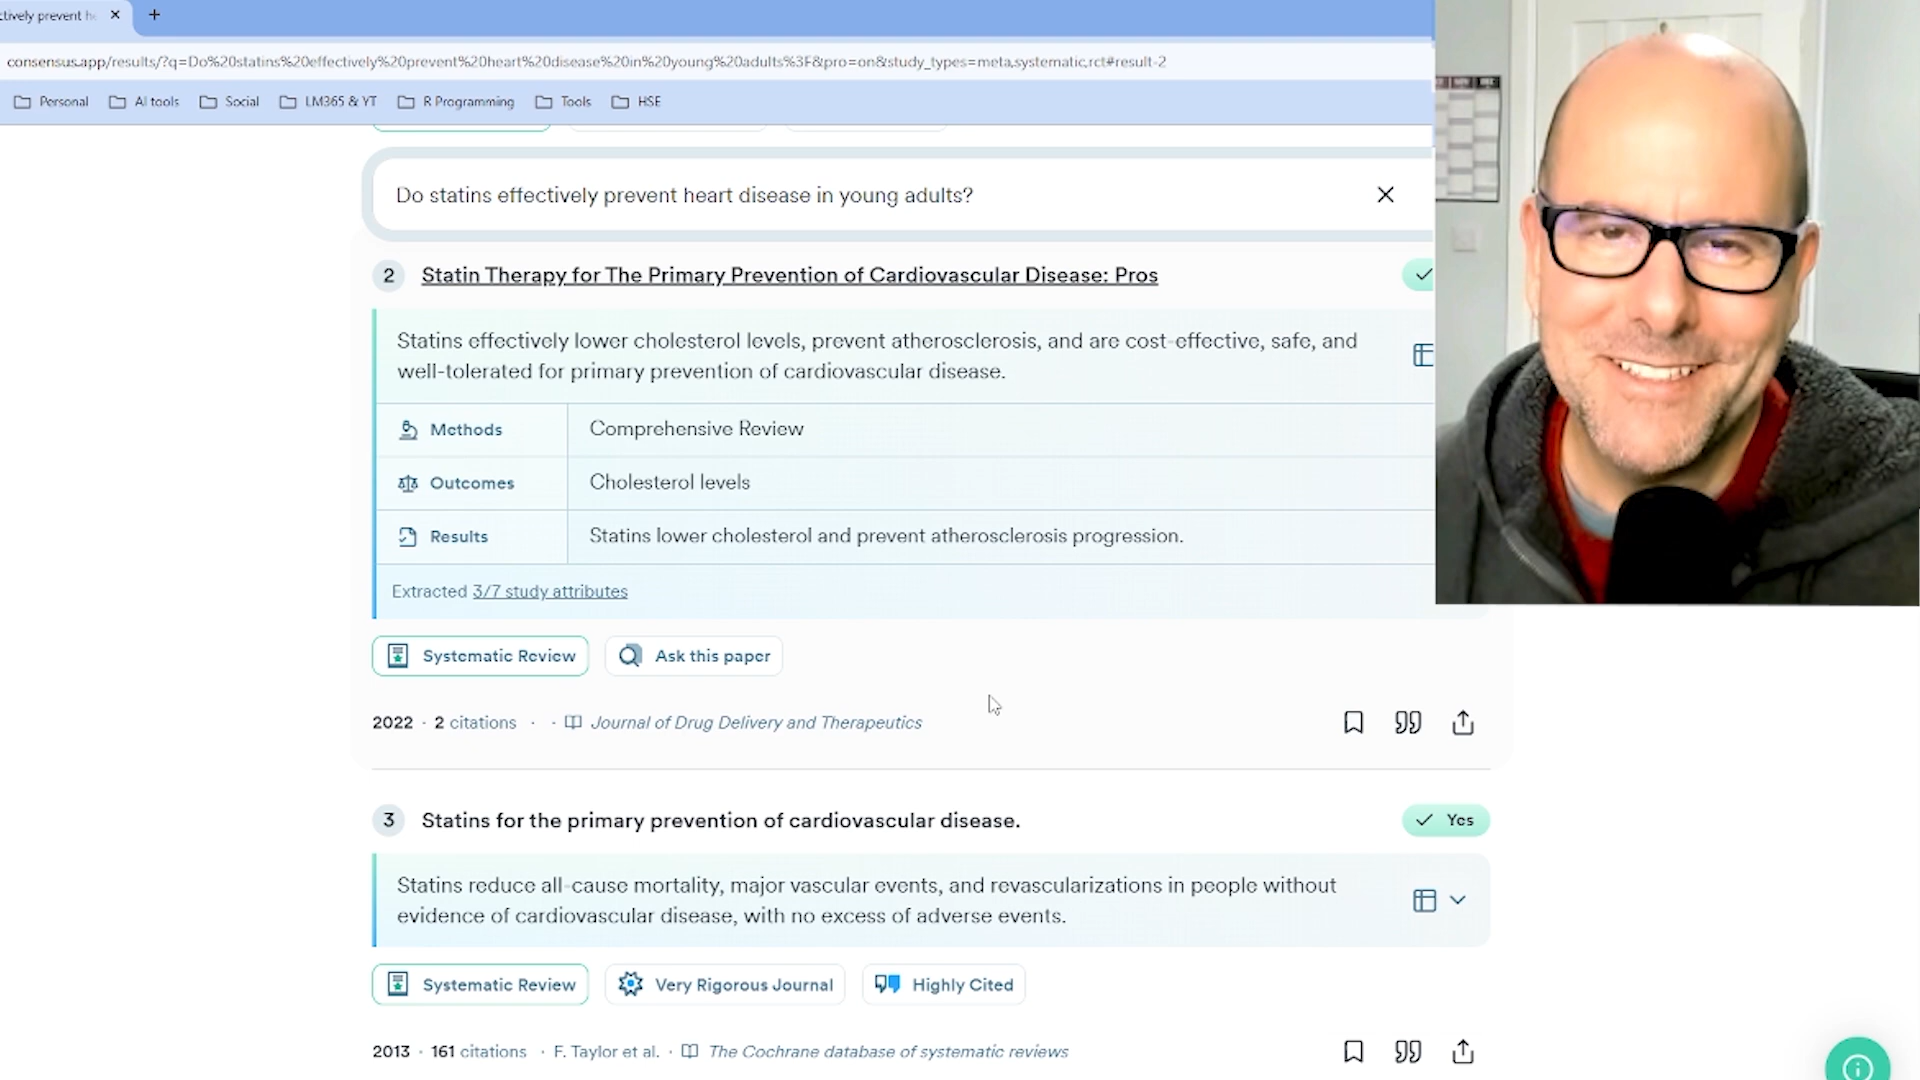 ctively prevent h
consensus.app/results/?q=Do%20statins%20effectively%20prevent%20heart%20disease%20in%20young%20adults%3F&pro=on&study_types=meta,systematic,rct#result-2
Personal AI tools Social LM365 & YT R Programming Tools HSE
Do statins effectively prevent heart disease in young adults?
2 Statin Therapy for The Primary Prevention of Cardiovascular Disease: Pros
Statins effectively lower cholesterol levels, prevent atherosclerosis, and are cost-effective, safe, and
well-tolerated for primary prevention of cardiovascular disease.
Methods Comprehensive Review
Outcomes Cholesterol levels
Results Statins lower cholesterol and prevent atherosclerosis progression.
Extracted 3/7 study attributes
Systematic Review Ask this paper
2022 · 2 citations · · Journal of Drug Delivery and Therapeutics
3 Statins for the primary prevention of cardiovascular disease. Yes
Statins reduce all-cause mortality, major vascular events, and revascularizations in people without
evidence of cardiovascular disease, with no excess of adverse events.
Systematic Review Very Rigorous Journal Highly Cited
2013 · 161 citations · F. Taylor et al. · The Cochrane database of systematic reviews